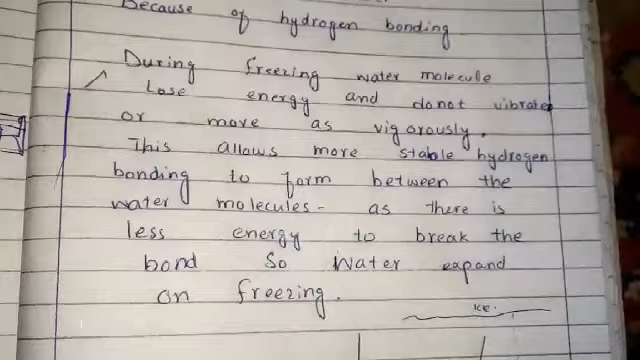 Because of hydrogen bonding
During freezing water molecule
Lose energy and donot vibrate
or more as vigorously.
This allows more stable hydrogen
bonding to form between the
water molecules - as there is
less energy to break the
bond So Water expand
on freezing.
ICE.